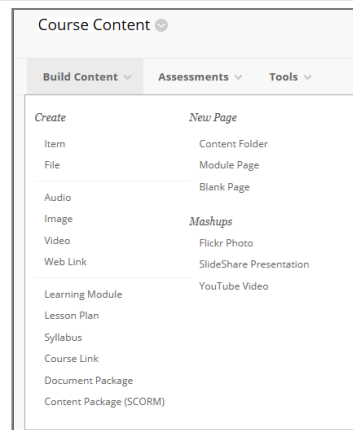 Course Content
Build Content
Assessments
Tools
Create
Item
File
Audio
Image
Video
Web Link
Learning Module
Lesson Plan
Syllabus
Course Link
Document Package
Content Package (SCORM)
New Page
Content Folder
Module Page
Blank Page
Mashups
Flickr Photo
SlideShare Presentation
YouTube Video